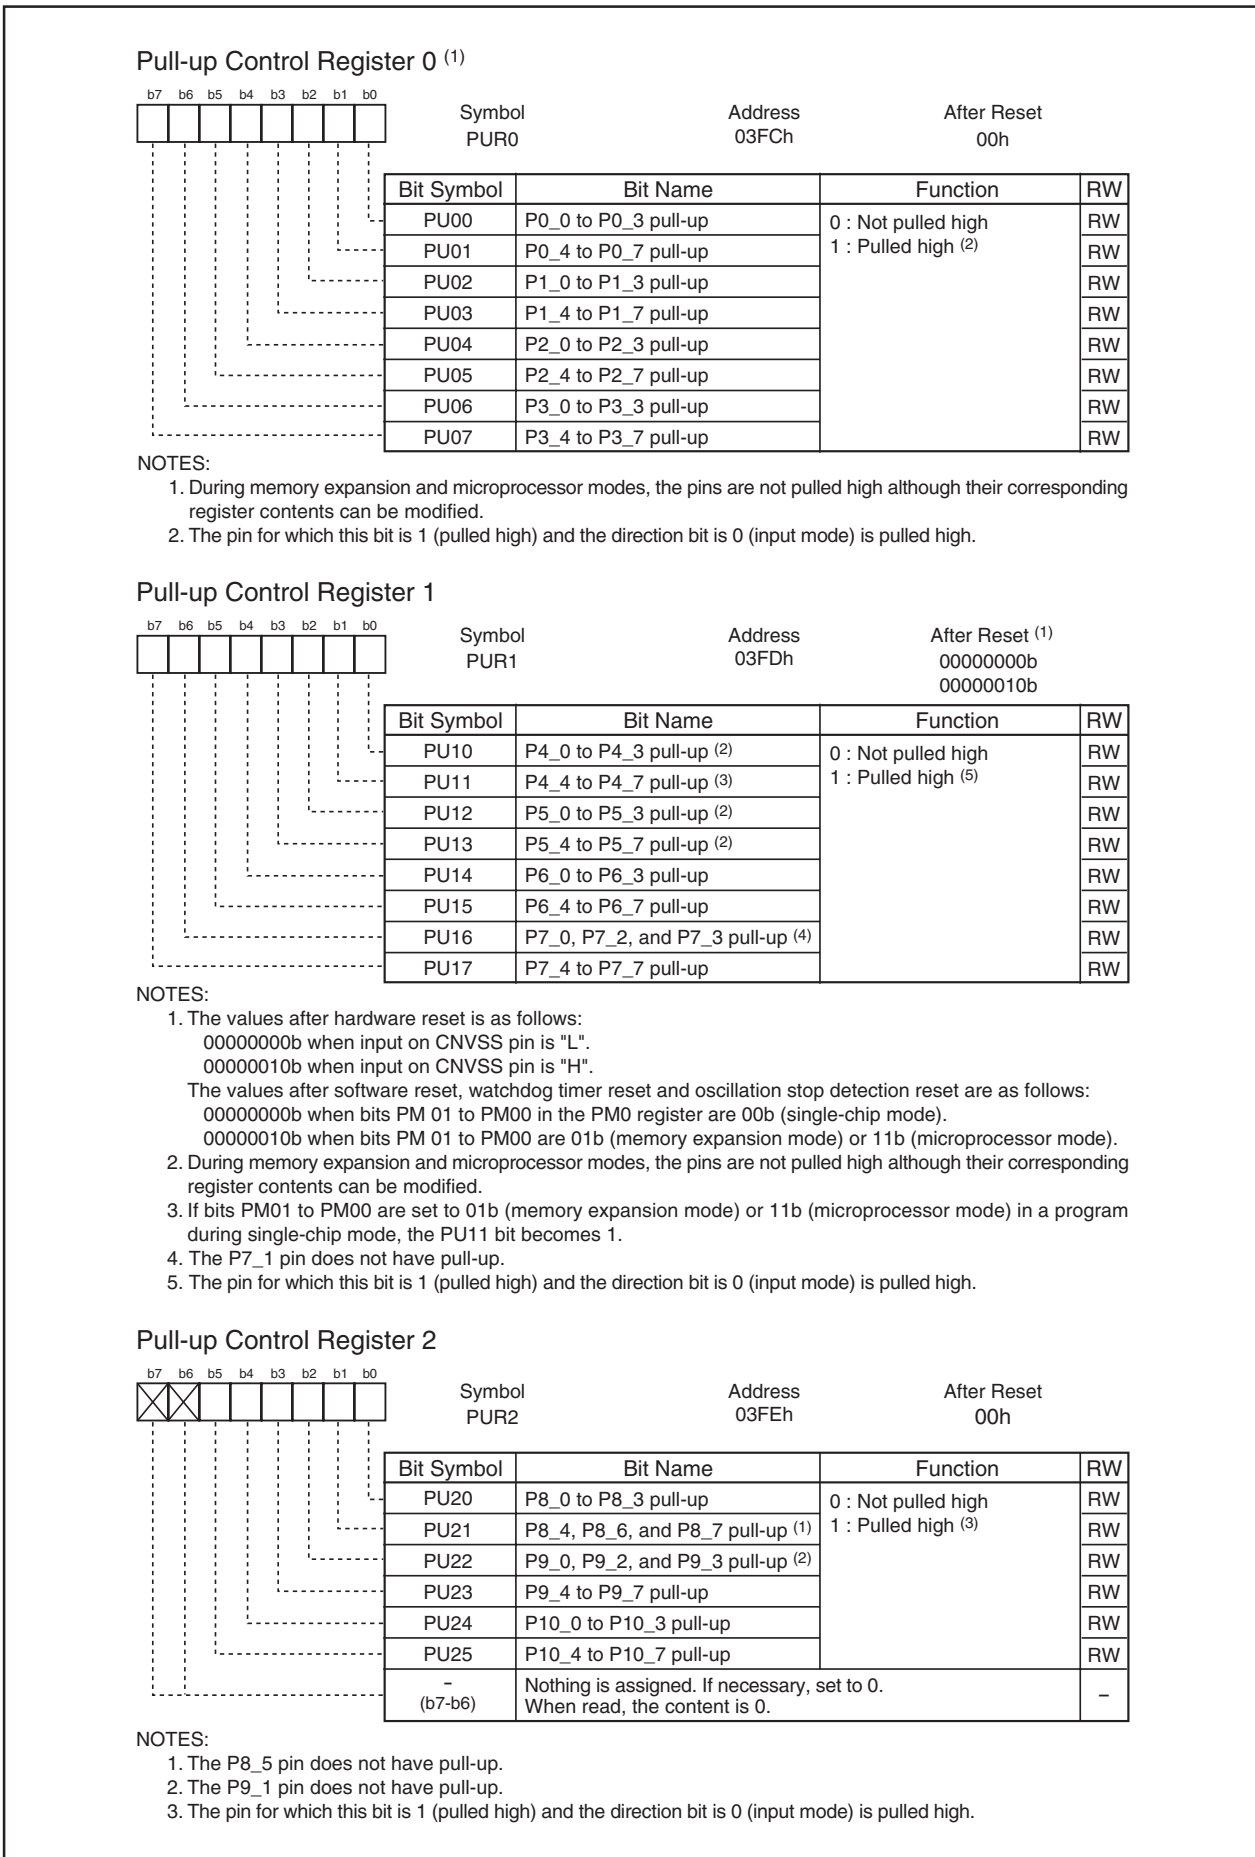 Pull-up Control Register 0 (1)
b7 b6 b5 b4 b3 b2 b1 b0
Symbol Address After Reset
PUR0 03FCh 00h
Bit Symbol Bit Name Function RW
PU00 P0_0 to P0_3 pull-up 0 : Not pulled high RW
PU01 P0_4 to P0_7 pull-up 1 : Pulled high (2) RW
PU02 P1_0 to P1_3 pull-up RW
PU03 P1_4 to P1_7 pull-up RW
PU04 P2_0 to P2_3 pull-up RW
PU05 P2_4 to P2_7 pull-up RW
PU06 P3_0 to P3_3 pull-up RW
PU07 P3_4 to P3_7 pull-up RW
NOTES:
1. During memory expansion and microprocessor modes, the pins are not pulled high although their corresponding
register contents can be modified.
2. The pin for which this bit is 1 (pulled high) and the direction bit is 0 (input mode) is pulled high.
Pull-up Control Register 1
b7 b6 b5 b4 b3 b2 b1 b0
Symbol Address After Reset (1)
PUR1 03FDh 00000000b
00000010b
Bit Symbol Bit Name Function RW
PU10 P4_0 to P4_3 pull-up (2) 0 : Not pulled high RW
PU11 P4_4 to P4_7 pull-up (3) 1 : Pulled high (5) RW
PU12 P5_0 to P5_3 pull-up (2) RW
PU13 P5_4 to P5_7 pull-up (2) RW
PU14 P6_0 to P6_3 pull-up RW
PU15 P6_4 to P6_7 pull-up RW
PU16 P7_0, P7_2, and P7_3 pull-up (4) RW
PU17 P7_4 to P7_7 pull-up RW
NOTES:
1. The values after hardware reset is as follows:
00000000b when input on CNVSS pin is "L".
00000010b when input on CNVSS pin is "H".
The values after software reset, watchdog timer reset and oscillation stop detection reset are as follows:
00000000b when bits PM 01 to PM00 in the PM0 register are 00b (single-chip mode).
00000010b when bits PM 01 to PM00 are 01b (memory expansion mode) or 11b (microprocessor mode).
2. During memory expansion and microprocessor modes, the pins are not pulled high although their corresponding
register contents can be modified.
3. If bits PM01 to PM00 are set to 01b (memory expansion mode) or 11b (microprocessor mode) in a program
during single-chip mode, the PU11 bit becomes 1.
4. The P7_1 pin does not have pull-up.
5. The pin for which this bit is 1 (pulled high) and the direction bit is 0 (input mode) is pulled high.
Pull-up Control Register 2
b7 b6 b5 b4 b3 b2 b1 b0
Symbol Address After Reset
PUR2 03FEh 00h
Bit Symbol Bit Name Function RW
PU20 P8_0 to P8_3 pull-up 0 : Not pulled high RW
PU21 P8_4, P8_6, and P8_7 pull-up (1) 1 : Pulled high (3) RW
PU22 P9_0, P9_2, and P9_3 pull-up (2) RW
PU23 P9_4 to P9_7 pull-up RW
PU24 P10_0 to P10_3 pull-up RW
PU25 P10_4 to P10_7 pull-up RW
– Nothing is assigned. If necessary, set to 0. –
(b7-b6) When read, the content is 0.
NOTES:
1. The P8_5 pin does not have pull-up.
2. The P9_1 pin does not have pull-up.
3. The pin for which this bit is 1 (pulled high) and the direction bit is 0 (input mode) is pulled high.